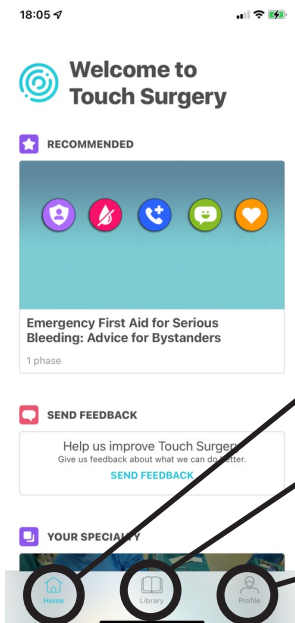 18:05
Welcome to
Touch Surgery
RECOMMENDED
Emergency First Aid for Serious
Bleeding: Advice for Bystanders
1 phase
SEND FEEDBACK
Help us improve Touch Surgery
Give us feedback about what we can do better.
SEND FEEDBACK
YOUR SPECIALTY
Home
Library
Profile